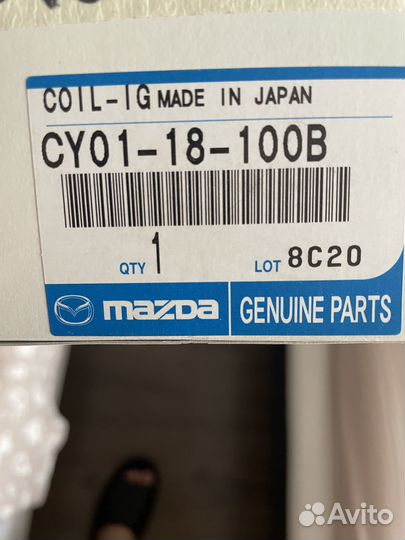 COIL-IG MADE IN JAPAN
CY01-18-100B
QTY 1 LOT 8C20
mazda GENUINE PARTS
Avito